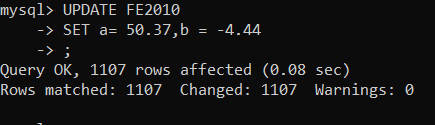 mysql> UPDATE FE2010
-> SET a= 50.37,b = -4.44
-> ;
Query OK, 1107 rows affected (0.08 sec)
Rows matched: 1107  Changed: 1107  Warnings: 0